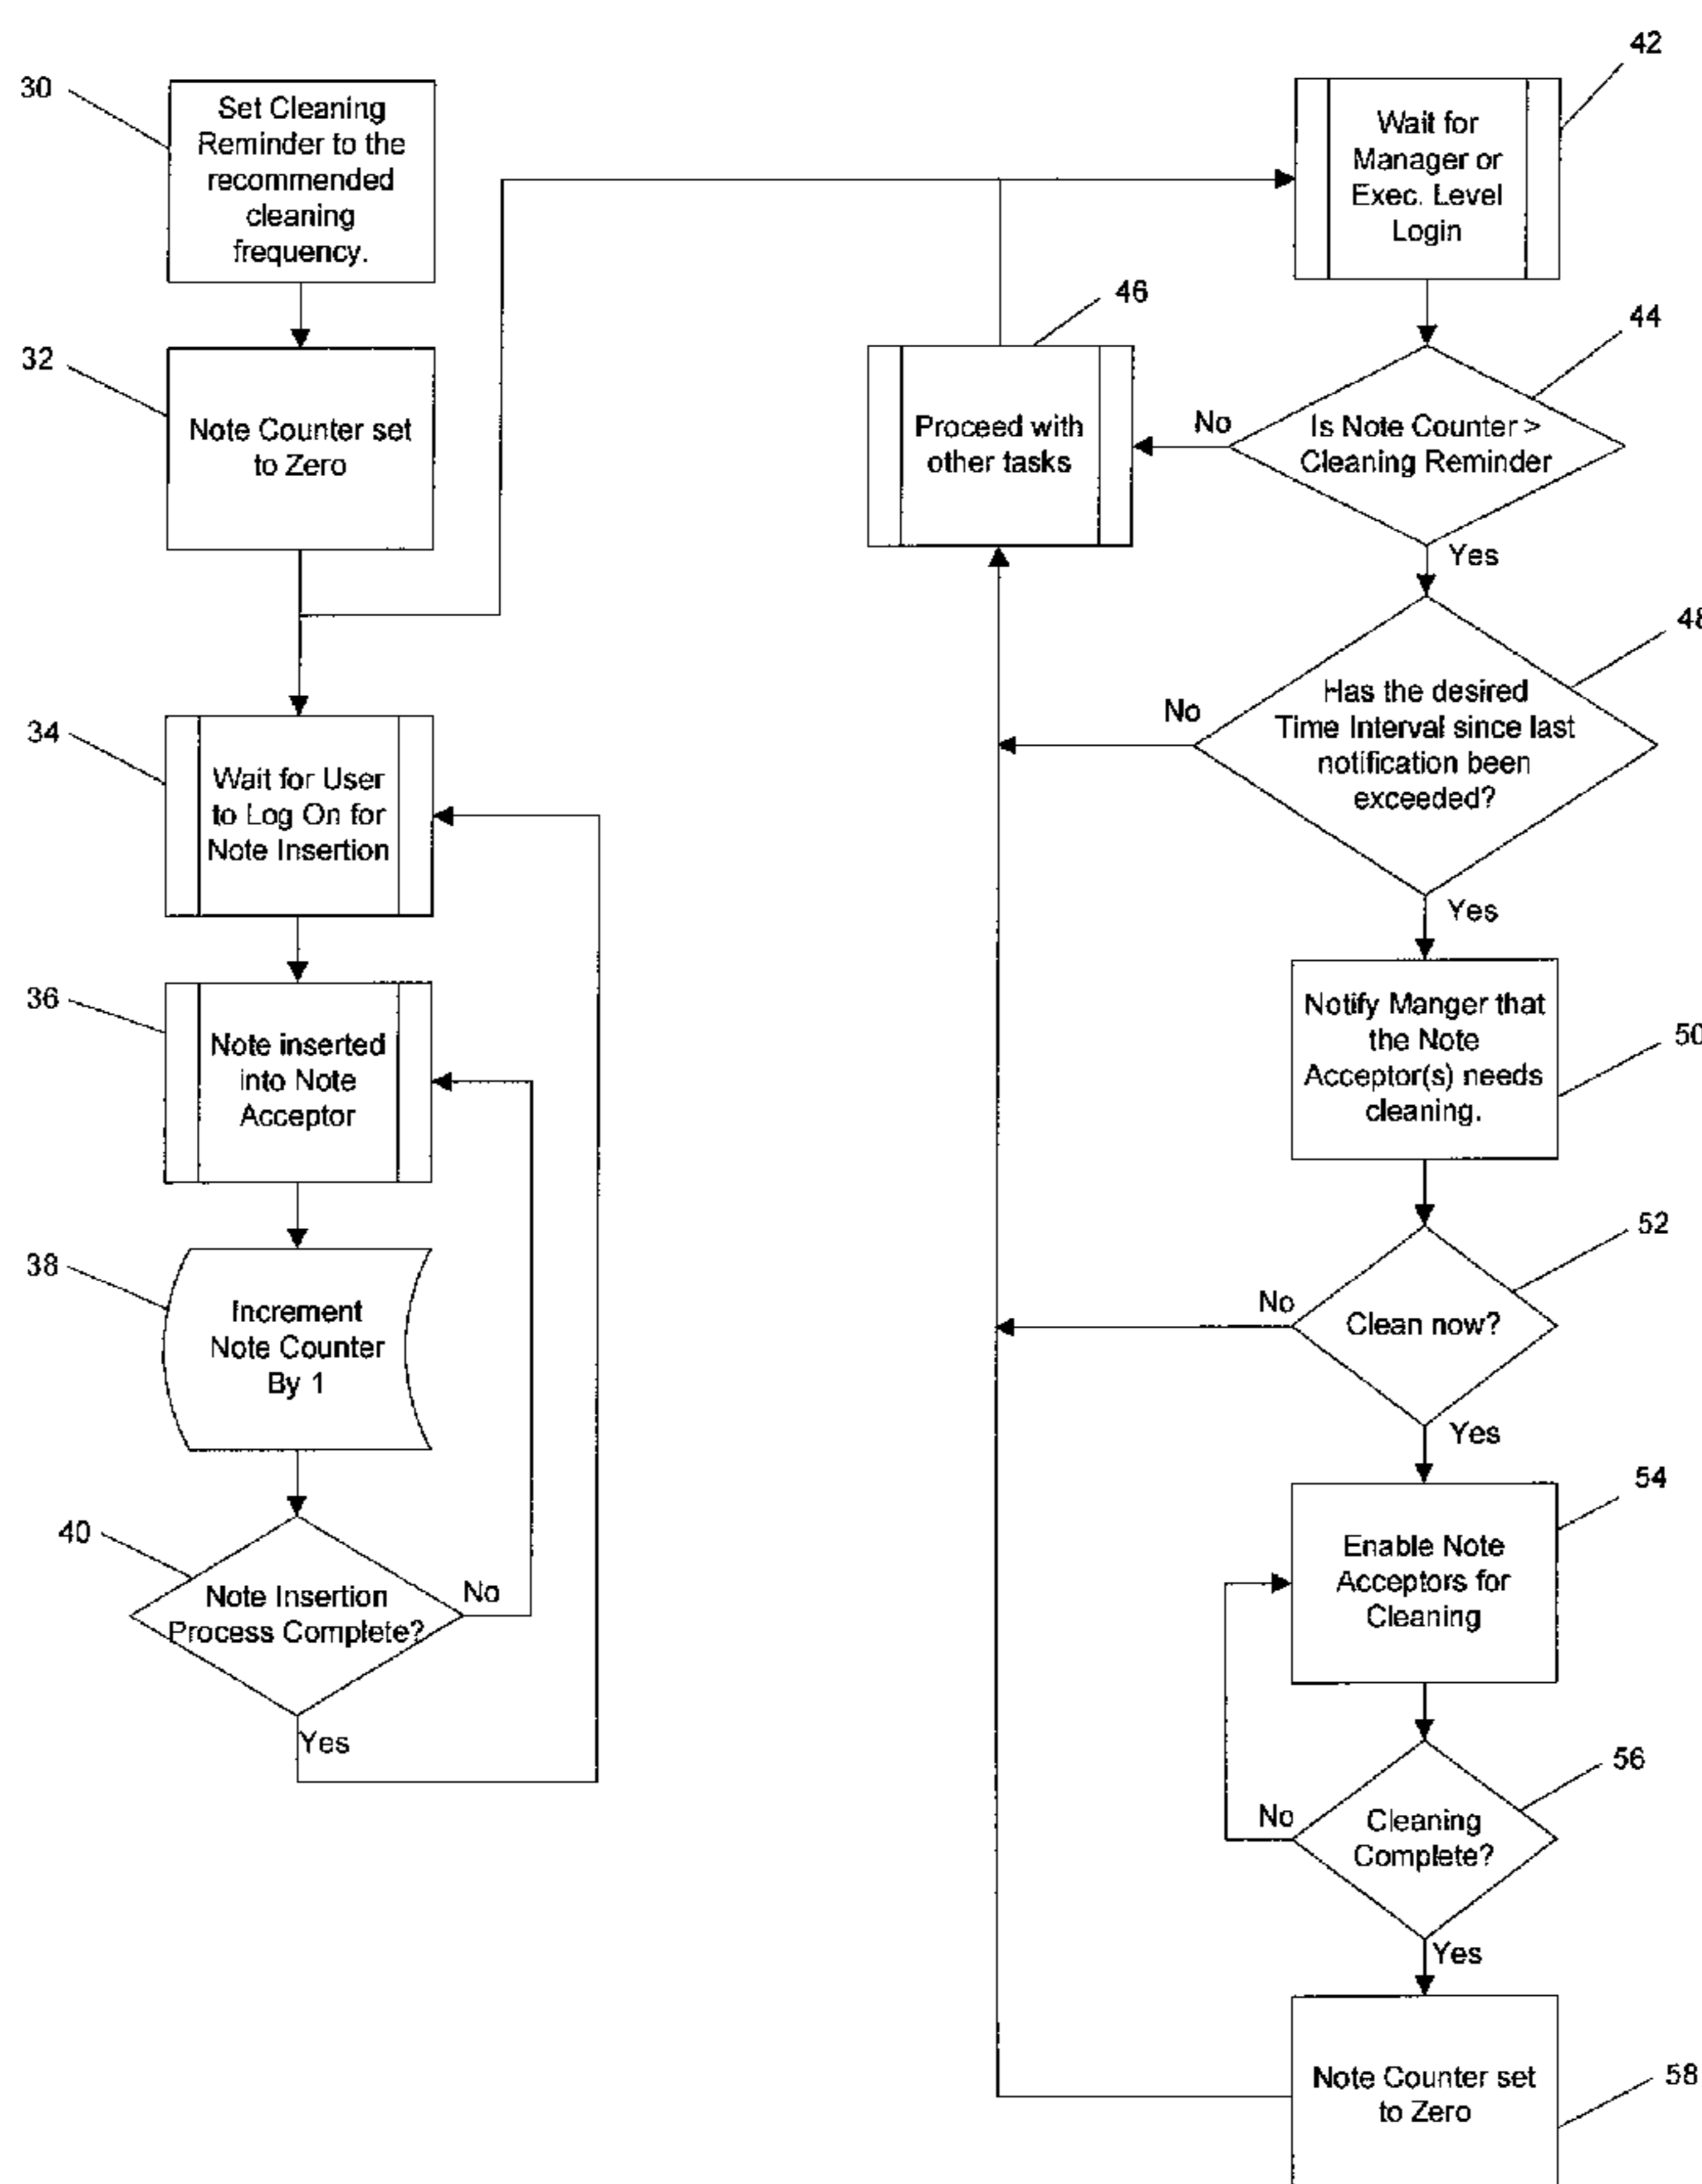 30
Set Cleaning
Reminder to the
recommended
cleaning
frequency.
32
Note Counter set
to Zero
34
Wait for User
to Log On for
Note Insertion
36
Note inserted
into Note
Acceptor
38
Increment
Note Counter
By 1
40
Note Insertion
Process Complete?
No
Yes
42
Wait for
Manager or
Exec. Level
Login
44
Is Note Counter >
Cleaning Reminder
No
Yes
46
Proceed with
other tasks
48
Has the desired
Time Interval since last
notification been
exceeded?
No
Yes
Notify Manger that
the Note
Acceptor(s) needs
cleaning.
50
52
Clean now?
No
Yes
54
Enable Note
Acceptors for
Cleaning
56
Cleaning
Complete?
No
Yes
Note Counter set
to Zero
58